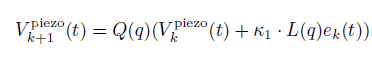 V_{k+1}^{piezo}(t) = Q(q)(V_k^{piezo}(t) + κ_1 · L(q)e_k(t))